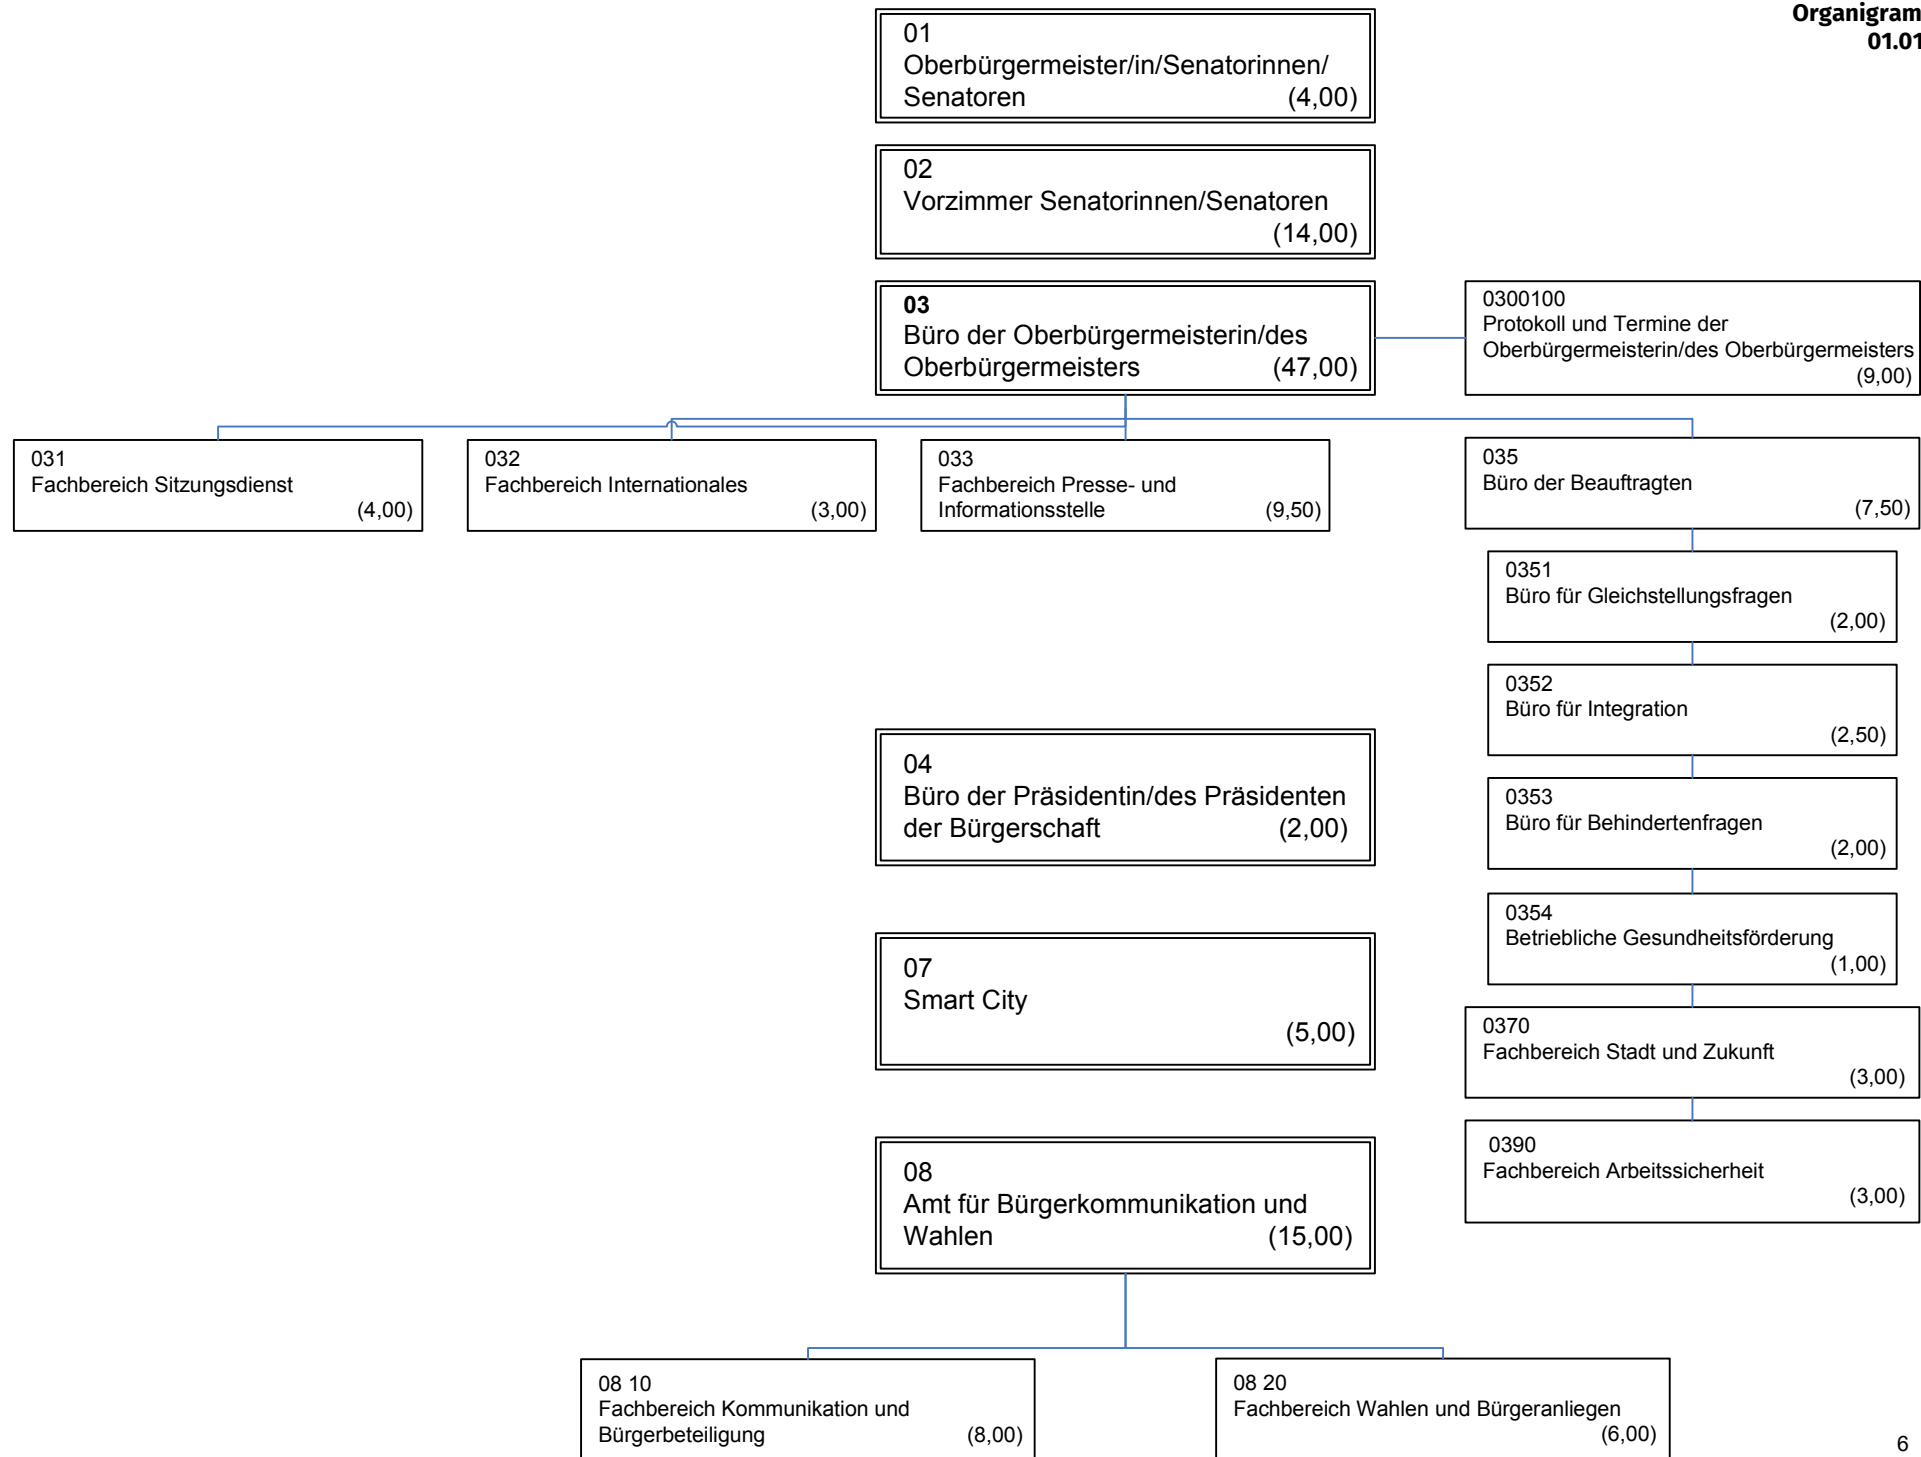 Organigram
01.01
01
Oberbürgermeister/in/Senatorinnen/
Senatoren (4,00)
02
Vorzimmer Senatorinnen/Senatoren
(14,00)
03
Büro der Oberbürgermeisterin/des
Oberbürgermeisters (47,00)
0300100
Protokoll und Termine der
Oberbürgermeisterin/des Oberbürgermeisters
(9,00)
031
Fachbereich Sitzungsdienst
(4,00)
032
Fachbereich Internationales
(3,00)
033
Fachbereich Presse- und
Informationsstelle (9,50)
035
Büro der Beauftragten
(7,50)
0351
Büro für Gleichstellungsfragen
(2,00)
0352
Büro für Integration
(2,50)
0353
Büro für Behindertenfragen
(2,00)
0354
Betriebliche Gesundheitsförderung
(1,00)
0370
Fachbereich Stadt und Zukunft
(3,00)
0390
Fachbereich Arbeitssicherheit
(3,00)
04
Büro der Präsidentin/des Präsidenten
der Bürgerschaft (2,00)
07
Smart City
(5,00)
08
Amt für Bürgerkommunikation und
Wahlen (15,00)
08 10
Fachbereich Kommunikation und
Bürgerbeteiligung (8,00)
08 20
Fachbereich Wahlen und Bürgeranliegen
(6,00)
6